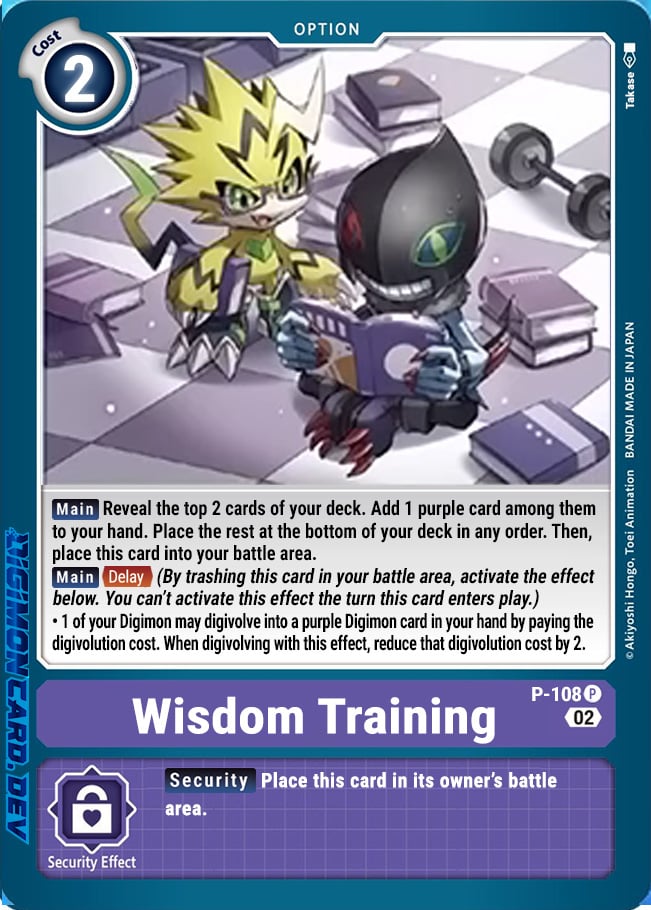 OPTION
Cost
2
Takase
Main Reveal the top 2 cards of your deck. Add 1 purple card among them
to your hand. Place the rest at the bottom of your deck in any order. Then,
place this card into your battle area.
Main Delay (By trashing this card in your battle area, activate the effect
below. You can't activate this effect the turn this card enters play.)
• 1 of your Digimon may digivolve into a purple Digimon card in your hand by paying the
digivolution cost. When digivolving with this effect, reduce that digivolution cost by 2.
© Akiyoshi Hongo, Toei Animation BANDAI MADE IN JAPAN
P-108 P
Wisdom Training
02
DIGIMONCARD.DEV
Security Place this card in its owner's battle
area.
Security Effect